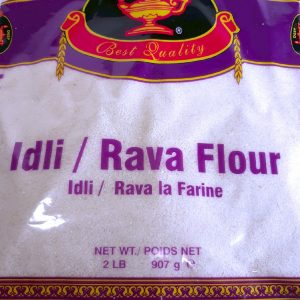 Best Quality
Idli / Rava Flour
Idli / Rava la Farine
NET WT./ POIDS NET
2 LB 907 g ℮